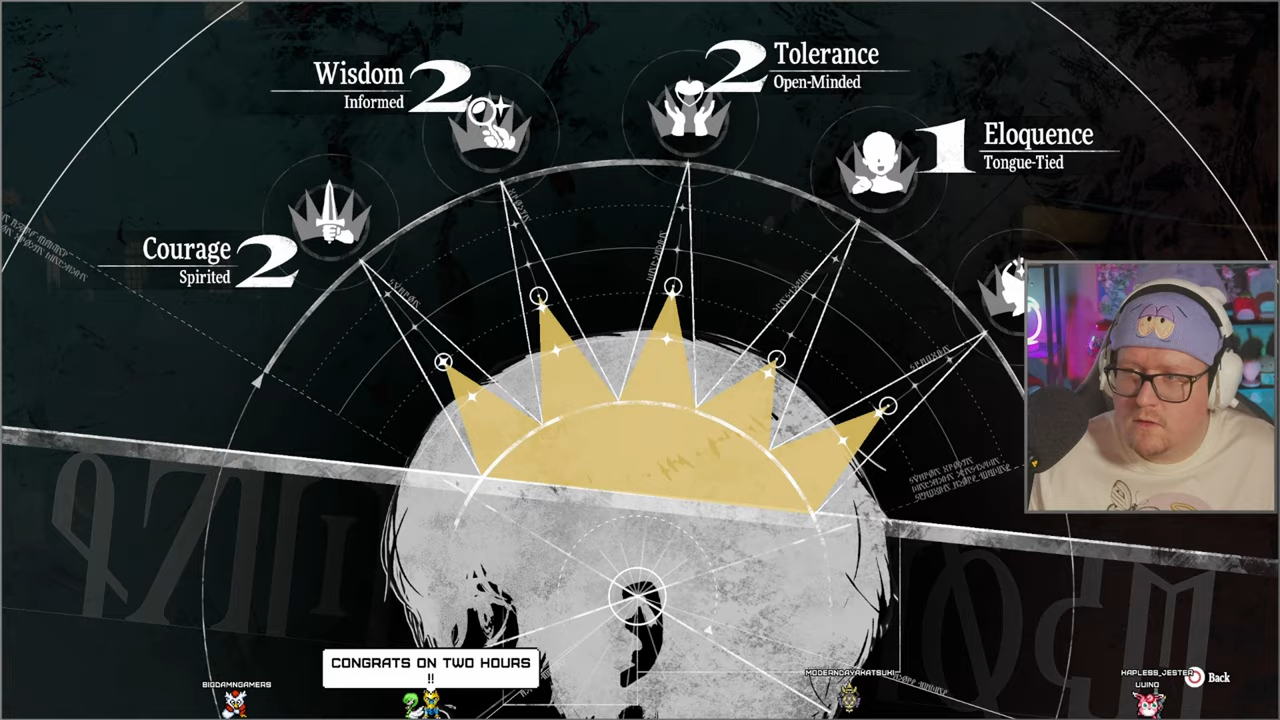 Wisdom 2
Informed
2 Tolerance
Open-Minded
1 Eloquence
Tongue-Tied
Courage 2
Spirited
CONGRATS ON TWO HOURS
!!
BIGDAMNGAMERS
MODERNDAYAKATSUKI
HAPLESS_JESTER
Back